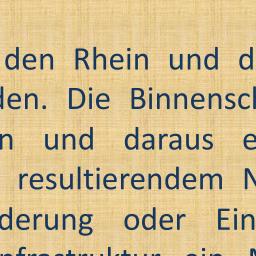 den Rhein und d
den. Die Binnensch
n und daraus e
resultierendem N
derung oder Ein
nfrastruktur ein